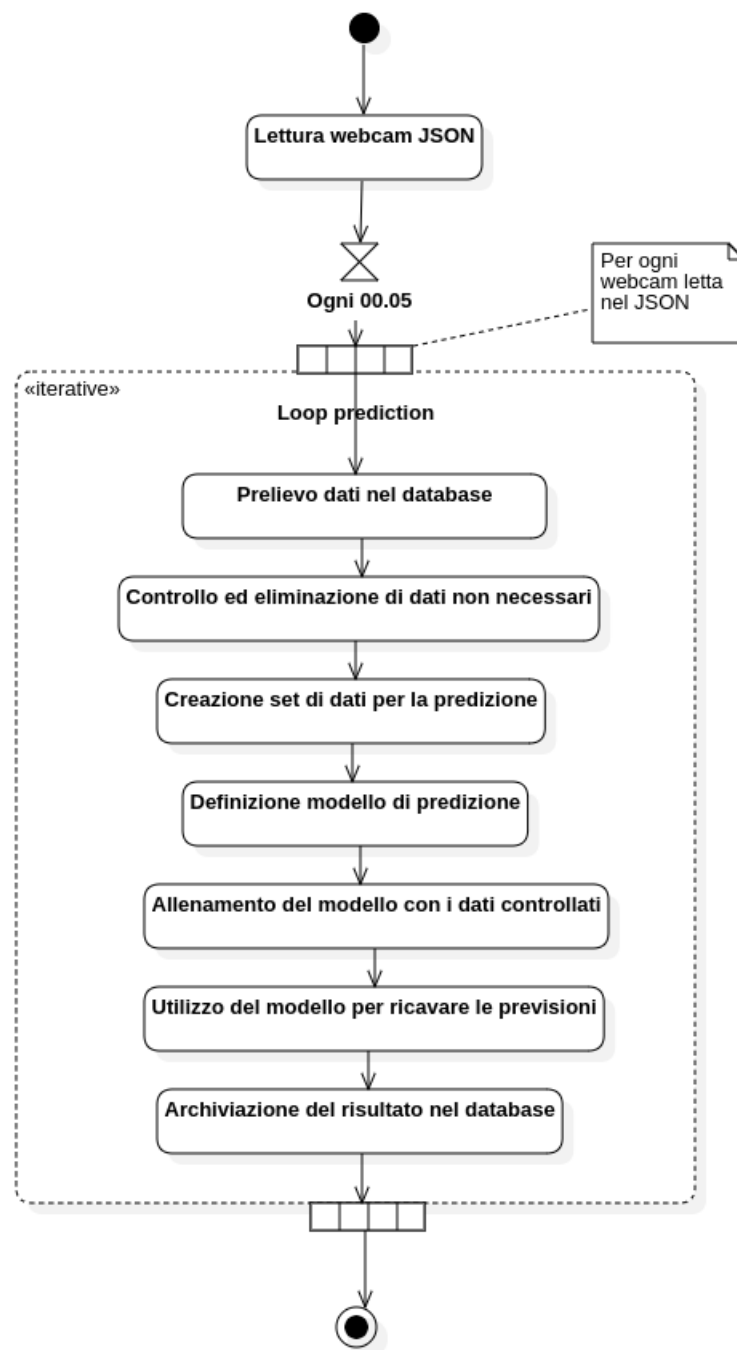 Lettura webcam JSON
Ogni 00.05
Per ogni
webcam letta
nel JSON
«iterative»
Loop prediction
Prelievo dati nel database
Controllo ed eliminazione di dati non necessari
Creazione set di dati per la predizione
Definizione modello di predizione
Allenamento del modello con i dati controllati
Utilizzo del modello per ricavare le previsioni
Archiviazione del risultato nel database